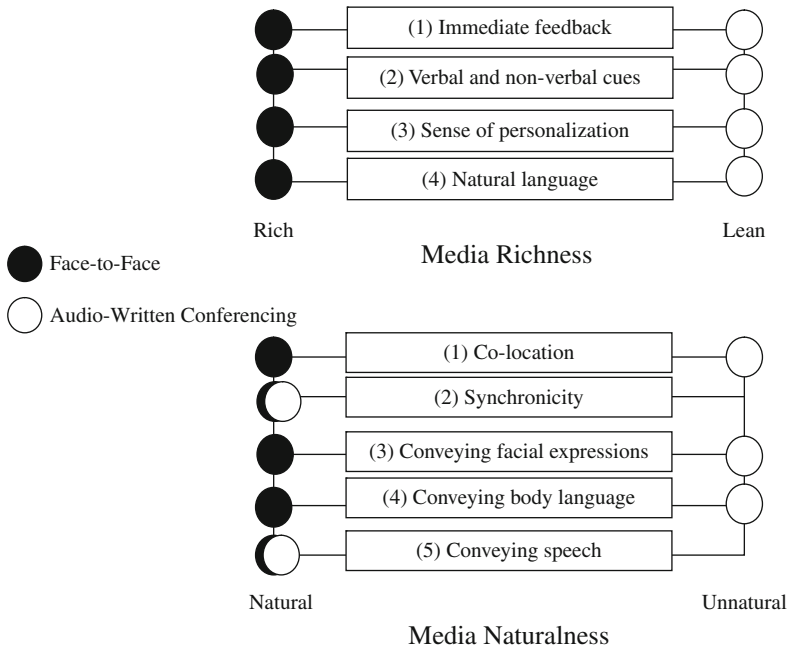 (1) Immediate feedback
(2) Verbal and non-verbal cues
(3) Sense of personalization
(4) Natural language
Rich
Lean
Media Richness
Face-to-Face
Audio-Written Conferencing
(1) Co-location
(2) Synchronicity
(3) Conveying facial expressions
(4) Conveying body language
(5) Conveying speech
Natural
Unnatural
Media Naturalness